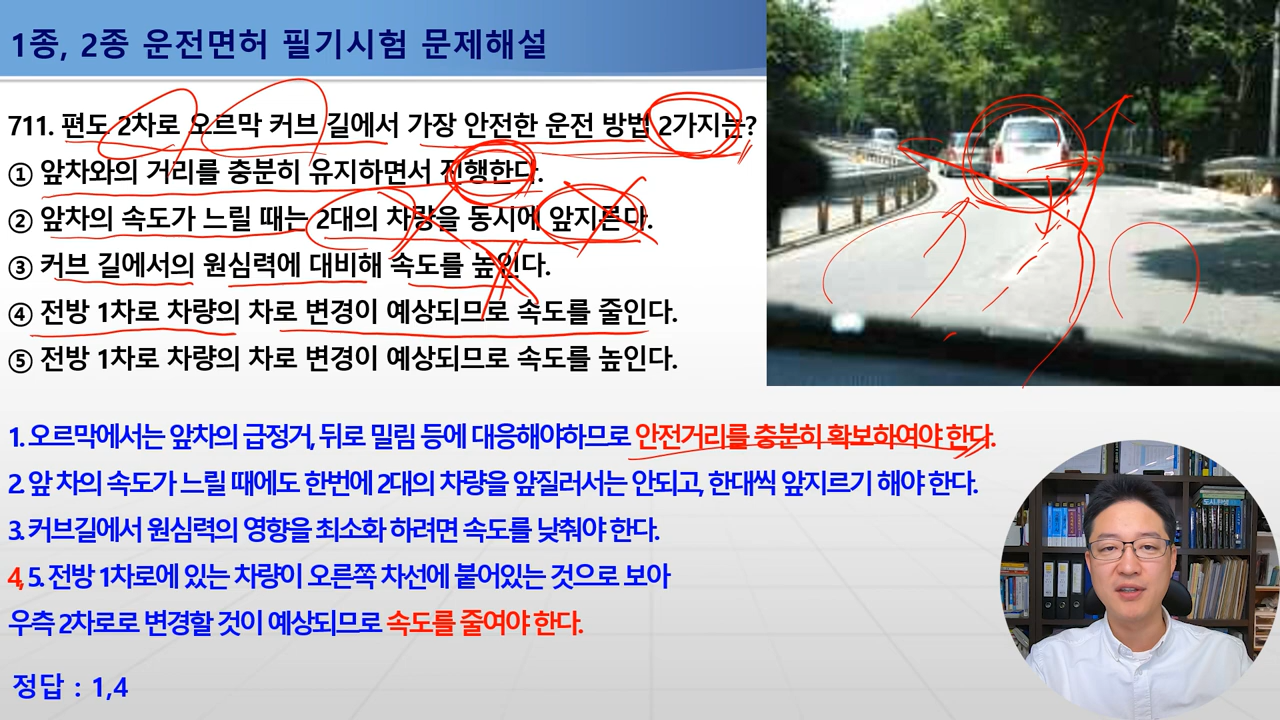 1종, 2종 운전면허 필기시험 문제해설
711. 편도 2차로 오르막 커브 길에서 가장 안전한 운전 방법 2가지는?
① 앞차와의 거리를 충분히 유지하면서 진행한다.
② 앞차의 속도가 느릴 때는 2대의 차량을 동시에 앞지른다.
③ 커브 길에서의 원심력에 대비해 속도를 높인다.
④ 전방 1차로 차량의 차로 변경이 예상되므로 속도를 줄인다.
⑤ 전방 1차로 차량의 차로 변경이 예상되므로 속도를 높인다.
1. 오르막에서는 앞차의 급정거, 뒤로 밀림 등에 대응해야하므로 안전거리를 충분히 확보하여야 한다.
2. 앞 차의 속도가 느릴 때에도 한번에 2대의 차량을 앞질러서는 안되고, 한대씩 앞지르기 해야 한다.
3. 커브길에서 원심력의 영향을 최소화 하려면 속도를 낮춰야 한다.
4, 5. 전방 1차로에 있는 차량이 오른쪽 차선에 붙어있는 것으로 보아
우측 2차로로 변경할 것이 예상되므로 속도를 줄여야 한다.
정답 : 1,4